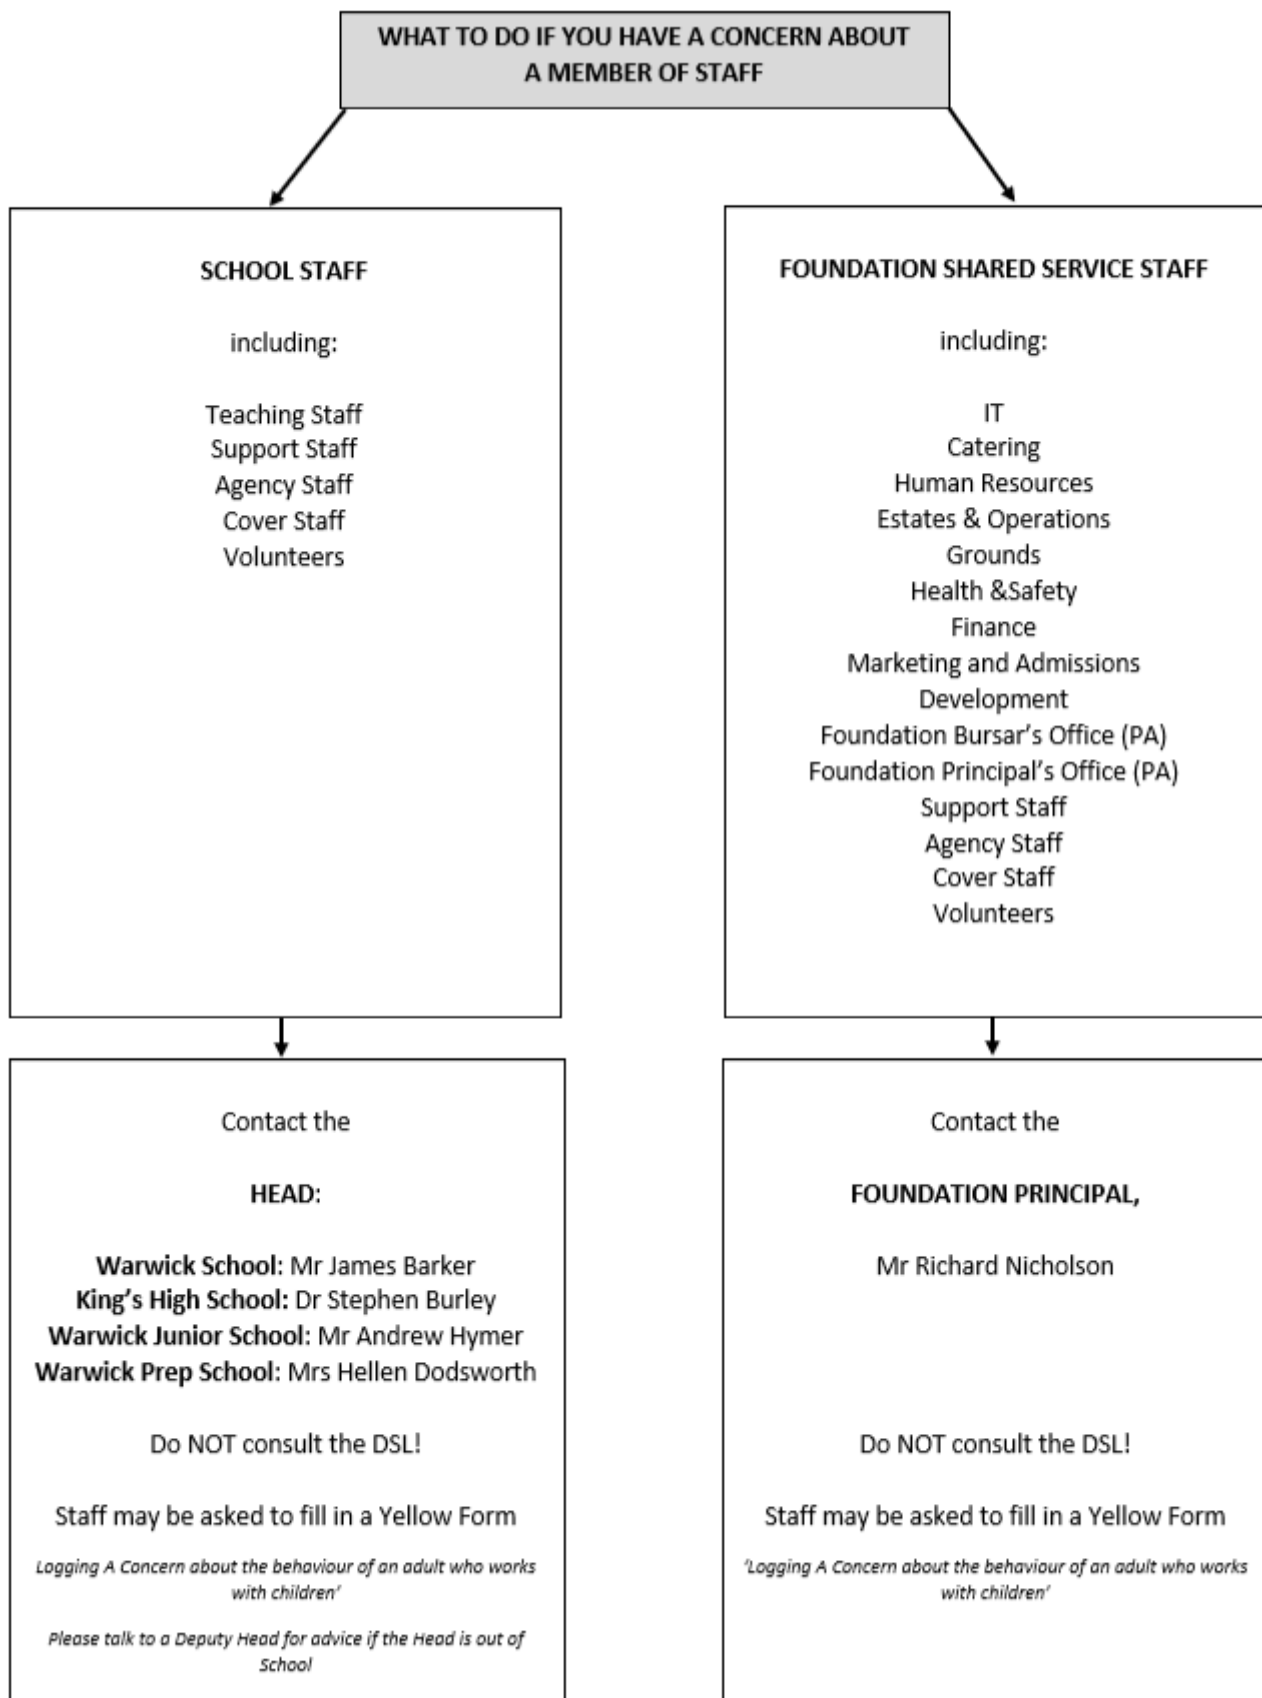 WHAT TO DO IF YOU HAVE A CONCERN ABOUT
A MEMBER OF STAFF
SCHOOL STAFF
including:
Teaching Staff
Support Staff
Agency Staff
Cover Staff
Volunteers
FOUNDATION SHARED SERVICE STAFF
including:
IT
Catering
Human Resources
Estates & Operations
Grounds
Health &Safety
Finance
Marketing and Admissions
Development
Foundation Bursar’s Office (PA)
Foundation Principal’s Office (PA)
Support Staff
Agency Staff
Cover Staff
Volunteers
Contact the
HEAD:
Warwick School: Mr James Barker
King’s High School: Dr Stephen Burley
Warwick Junior School: Mr Andrew Hymer
Warwick Prep School: Mrs Hellen Dodsworth
Do NOT consult the DSL!
Staff may be asked to fill in a Yellow Form
Logging A Concern about the behaviour of an adult who works
with children’
Please talk to a Deputy Head for advice if the Head is out of
School
Contact the
FOUNDATION PRINCIPAL,
Mr Richard Nicholson
Do NOT consult the DSL!
Staff may be asked to fill in a Yellow Form
‘Logging A Concern about the behaviour of an adult who works
with children’